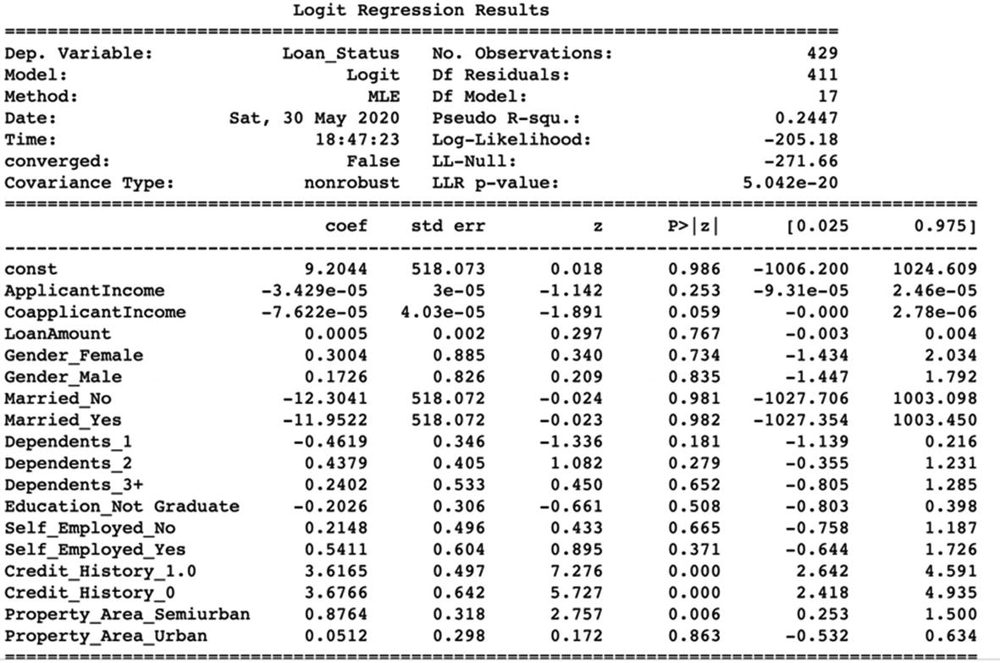 Logit Regression Results
==============================================================================
Dep. Variable: Loan_Status No. Observations: 429
Model: Logit Df Residuals: 411
Method: MLE Df Model: 17
Date: Sat, 30 May 2020 Pseudo R-squ.: 0.2447
Time: 18:47:23 Log-Likelihood: -205.18
converged: False LL-Null: -271.66
Covariance Type: nonrobust LLR p-value: 5.042e-20
===========================================================================================
coef std err z P>|z| [0.025 0.975]
-------------------------------------------------------------------------------------------
const 9.2044 518.073 0.018 0.986 -1006.200 1024.609
ApplicantIncome -3.429e-05 3e-05 -1.142 0.253 -9.31e-05 2.46e-05
CoapplicantIncome -7.622e-05 4.03e-05 -1.891 0.059 -0.000 2.78e-06
LoanAmount 0.0005 0.002 0.297 0.767 -0.003 0.004
Gender_Female 0.3004 0.885 0.340 0.734 -1.434 2.034
Gender_Male 0.1726 0.826 0.209 0.835 -1.447 1.792
Married_No -12.3041 518.072 -0.024 0.981 -1027.706 1003.098
Married_Yes -11.9522 518.072 -0.023 0.982 -1027.354 1003.450
Dependents_1 -0.4619 0.346 -1.336 0.181 -1.139 0.216
Dependents_2 0.4379 0.405 1.082 0.279 -0.355 1.231
Dependents_3+ 0.2402 0.533 0.450 0.652 -0.805 1.285
Education_Not Graduate -0.2026 0.306 -0.661 0.508 -0.803 0.398
Self_Employed_No 0.2148 0.496 0.433 0.665 -0.758 1.187
Self_Employed_Yes 0.5411 0.604 0.895 0.371 -0.644 1.726
Credit_History_1.0 3.6165 0.497 7.276 0.000 2.642 4.591
Credit_History_0 3.6766 0.642 5.727 0.000 2.418 4.935
Property_Area_Semiurban 0.8764 0.318 2.757 0.006 0.253 1.500
Property_Area_Urban 0.0512 0.298 0.172 0.863 -0.532 0.634
===========================================================================================